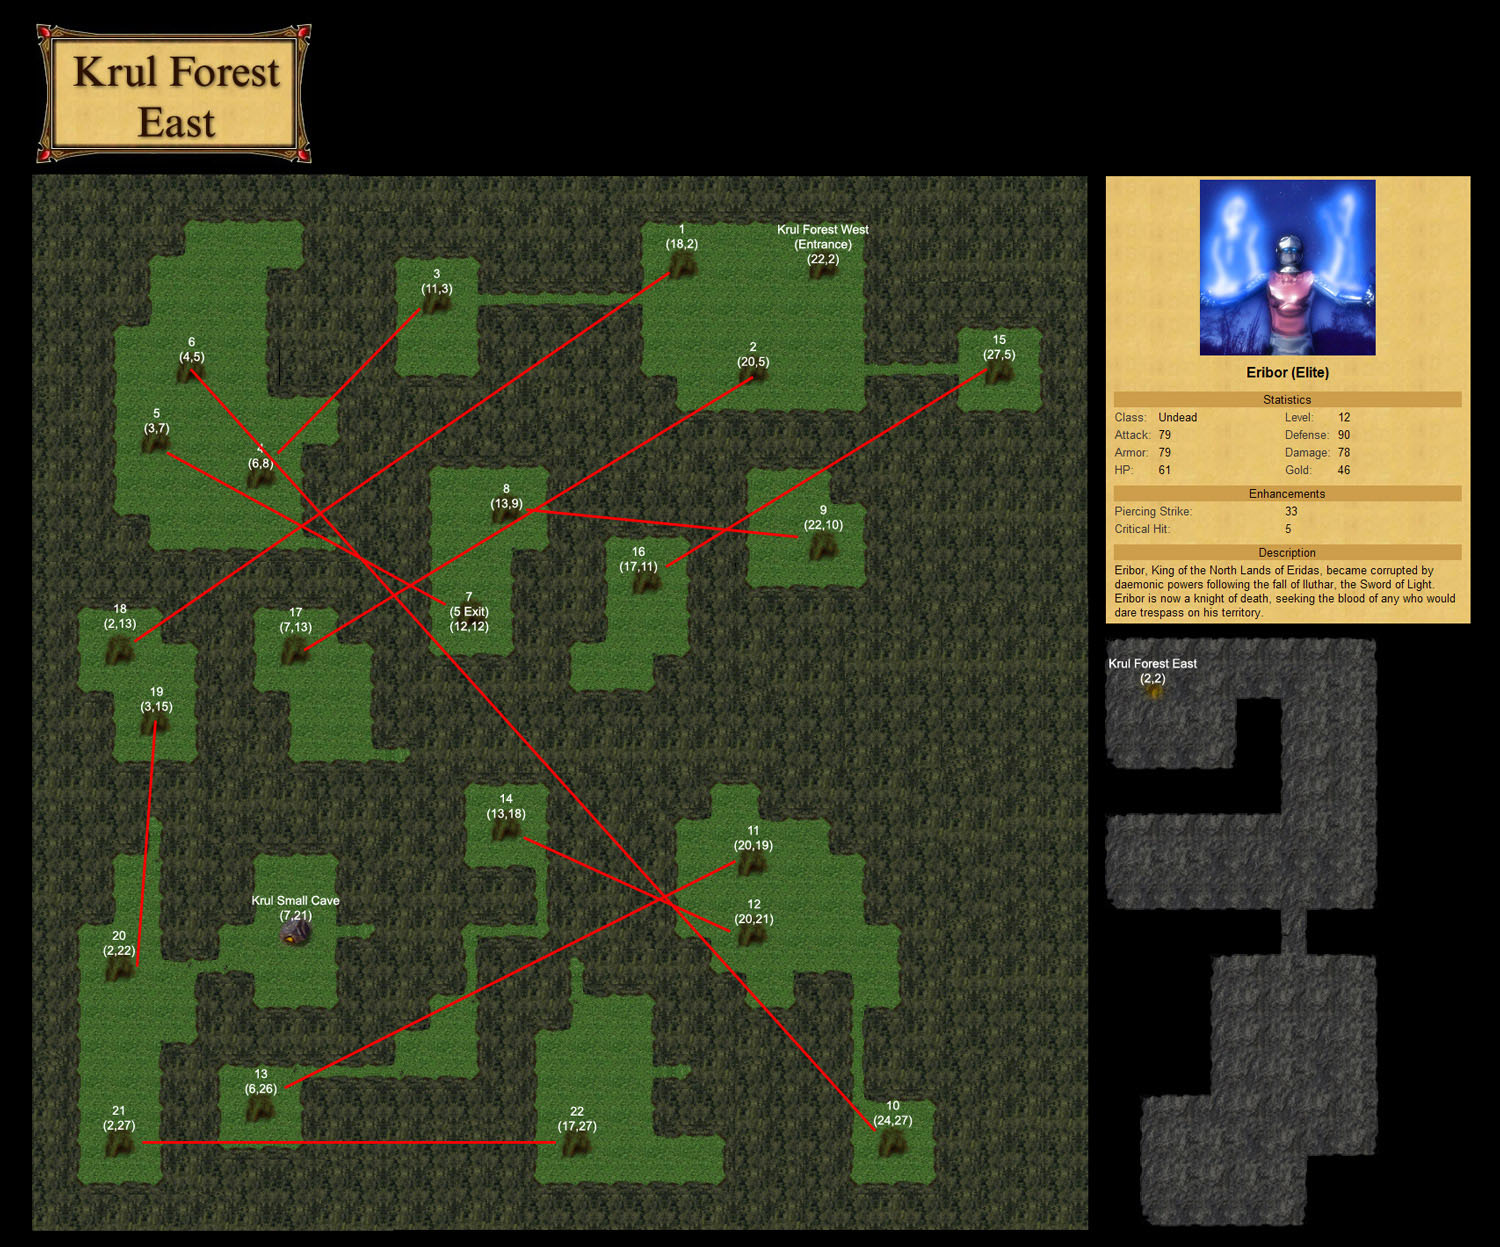 Krul Forest
East
1
(18,2)
Krul Forest West
(Entrance)
(22,2)
3
(11,3)
6
(4,5)
2
(20,5)
15
(27,5)
5
(3,7)
4
(6,8)
8
(13,9)
9
(22,10)
16
(17,11)
7
(5 Exit)
(12,12)
18
(2,13)
17
(7,13)
19
(3,15)
14
(13,18)
11
(20,19)
Krul Small Cave
(7,21)
12
(20,21)
20
(2,22)
13
(6,26)
21
(2,27)
22
(17,27)
10
(24,27)
Eribor (Elite)
Statistics
Class: Undead Level: 12
Attack: 79 Defense: 90
Armor: 79 Damage: 78
HP: 61 Gold: 46
Enhancements
Piercing Strike: 33
Critical Hit: 5
Description
Eribor, King of the North Lands of Eridas, became corrupted by
daemonic powers following the fall of Iluthar, the Sword of Light.
Eribor is now a knight of death, seeking the blood of any who would
dare trespass on his territory.
Krul Forest East
(2,2)